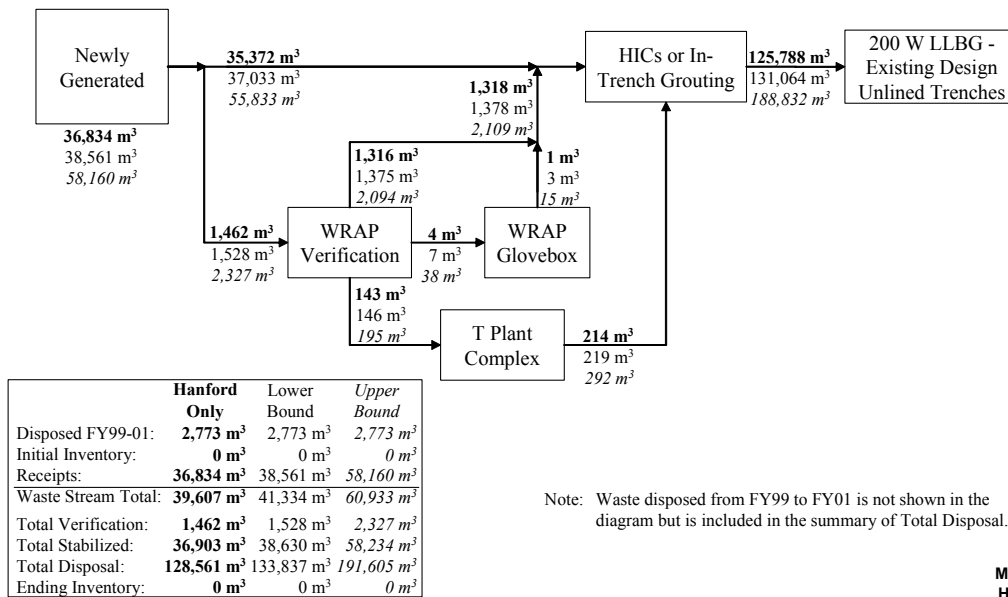 Newly
Generated
36,834 m³
38,561 m³
58,160 m³
35,372 m³
37,033 m³
55,833 m³
1,318 m³
1,378 m³
2,109 m³
HICs or In-
Trench Grouting
125,788 m³
131,064 m³
188,832 m³
200 W LLBG -
Existing Design
Unlined Trenches
1,316 m³
1,375 m³
2,094 m³
1 m³
3 m³
15 m³
1,462 m³
1,528 m³
2,327 m³
WRAP
Verification
4 m³
7 m³
38 m³
WRAP
Glovebox
143 m³
146 m³
195 m³
T Plant
Complex
214 m³
219 m³
292 m³
Hanford Lower Upper
Only Bound Bound
Disposed FY99-01: 2,773 m³ 2,773 m³ 2,773 m³
Initial Inventory: 0 m³ 0 m³ 0 m³
Receipts: 36,834 m³ 38,561 m³ 58,160 m³
Waste Stream Total: 39,607 m³ 41,334 m³ 60,933 m³
Total Verification: 1,462 m³ 1,528 m³ 2,327 m³
Total Stabilized: 36,903 m³ 38,630 m³ 58,234 m³
Total Disposal: 128,561 m³ 133,837 m³ 191,605 m³
Ending Inventory: 0 m³ 0 m³ 0 m³
Note: Waste disposed from FY99 to FY01 is not shown in the
diagram but is included in the summary of Total Disposal.